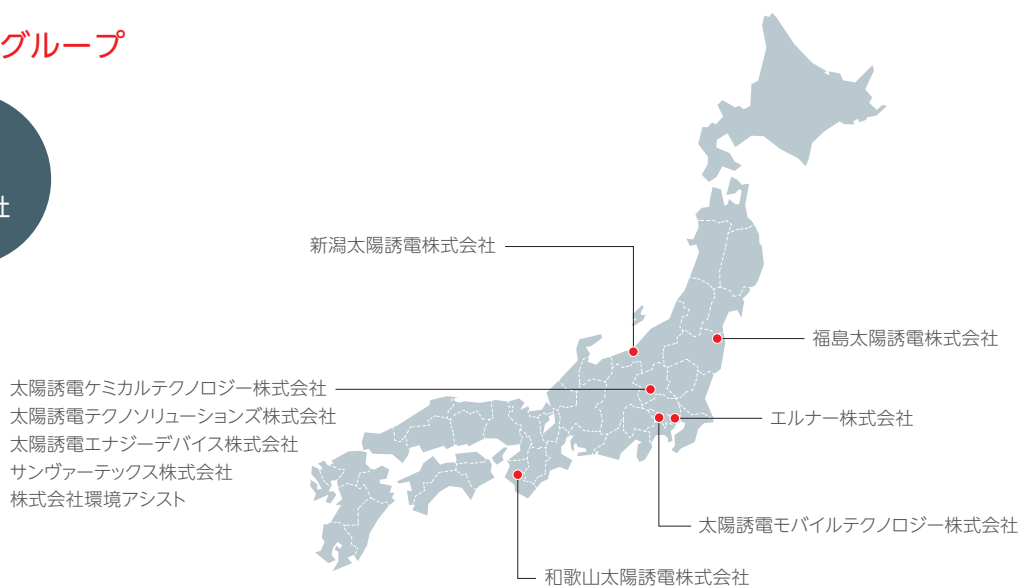 グループ
社
新潟太陽誘電株式会社
福島太陽誘電株式会社
太陽誘電ケミカルテクノロジー株式会社
太陽誘電テクノソリューションズ株式会社
太陽誘電エナジーデバイス株式会社
サンヴァーテックス株式会社
株式会社環境アシスト
エルナー株式会社
太陽誘電モバイルテクノロジー株式会社
和歌山太陽誘電株式会社